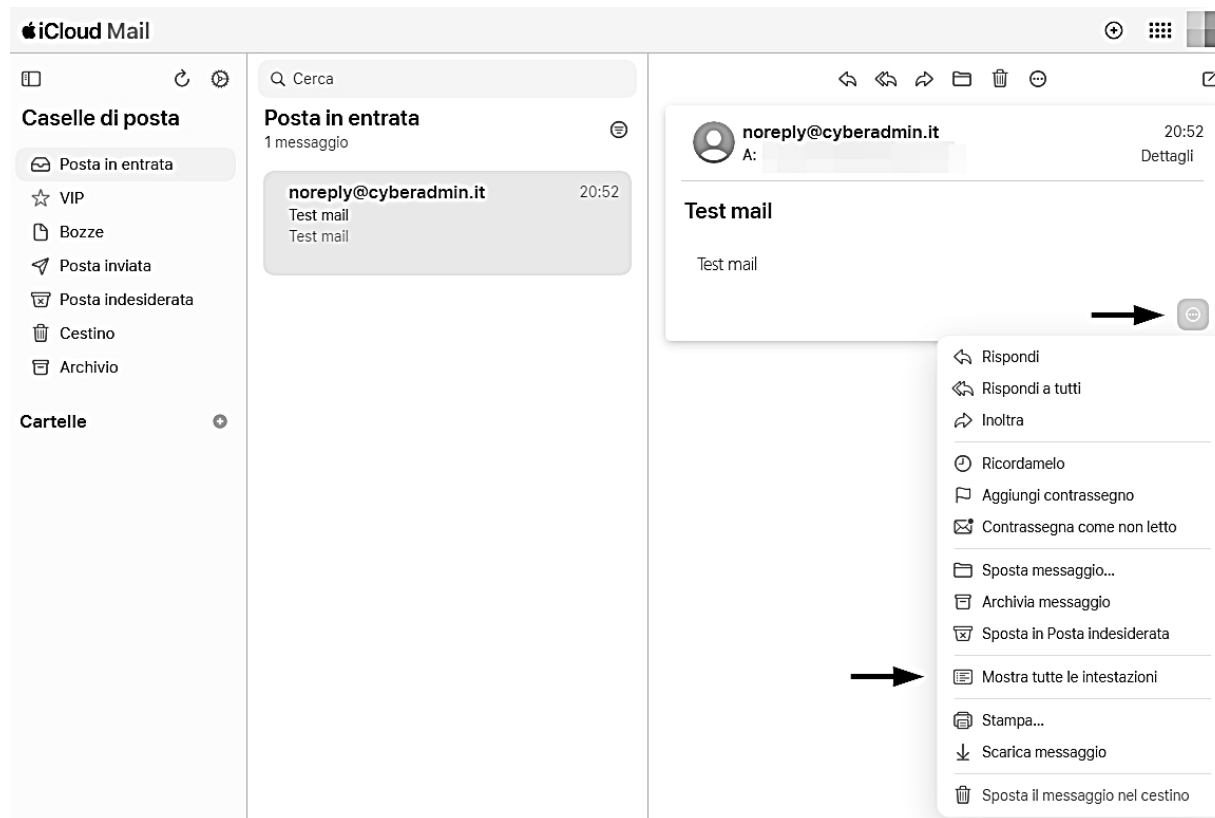 iCloud Mail
Caselle di posta
Posta in entrata
VIP
Bozze
Posta inviata
Posta indesiderata
Cestino
Archivio
Cartelle
Cerca
Posta in entrata
1 messaggio
noreply@cyberadmin.it 20:52
Test mail
Test mail
noreply@cyberadmin.it 20:52
A: Dettagli
Test mail
Test mail
Rispondi
Rispondi a tutti
Inoltra
Ricordamelo
Aggiungi contrassegno
Contrassegna come non letto
Sposta messaggio...
Archivia messaggio
Sposta in Posta indesiderata
Mostra tutte le intestazioni
Stampa...
Scarica messaggio
Sposta il messaggio nel cestino